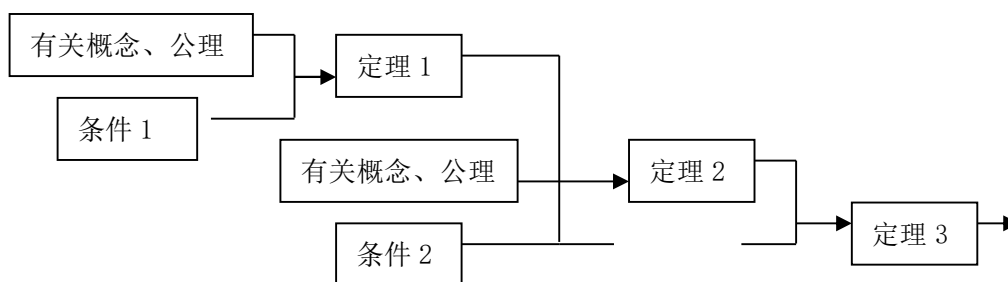 有关概念、公理
定理 1
条件 1
有关概念、公理
定理 2
条件 2
定理 3